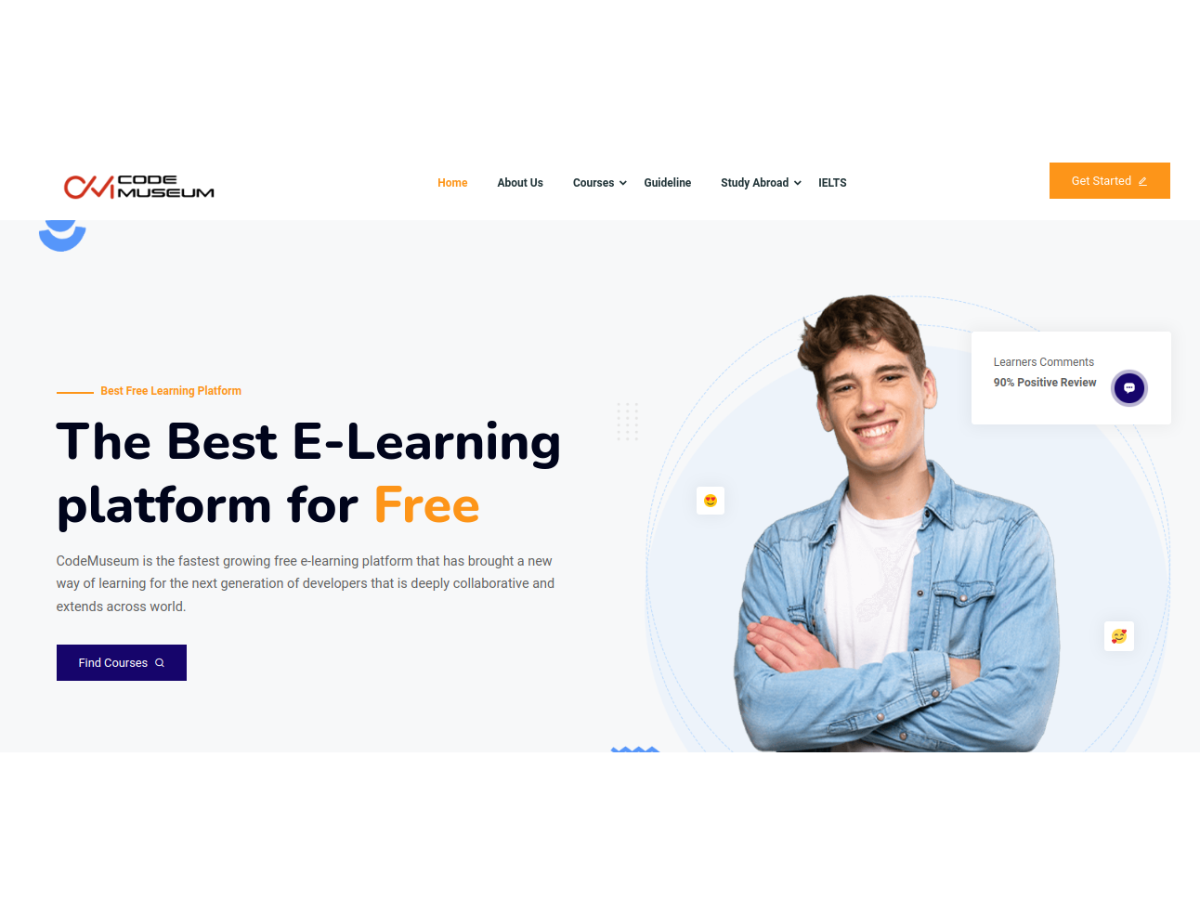 CODE
MUSEUM
Home About Us Courses Guideline Study Abroad IELTS
Get Started
Learners Comments
90% Positive Review
Best Free Learning Platform
The Best E-Learning
platform for Free
CodeMuseum is the fastest growing free e-learning platform that has brought a new
way of learning for the next generation of developers that is deeply collaborative and
extends across world.
Find Courses